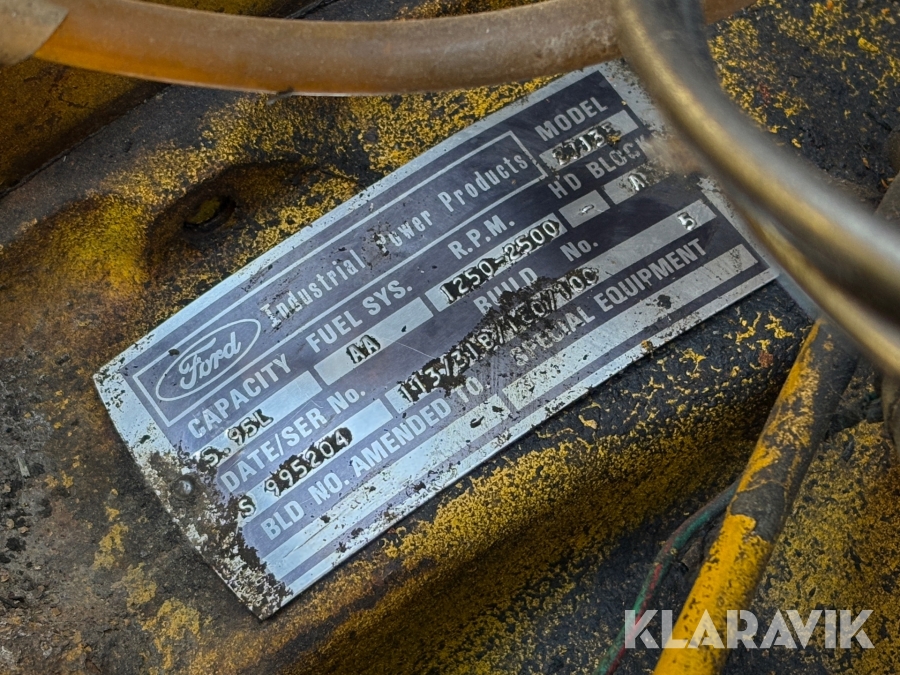 Ford
Industrial Power Products
MODEL
CAPACITY FUEL SYS. R.P.M. HD BLOCK
5.95L AA 1250-2500 -
DATE/SER No. BUILD No.
S 995204 5
BLD NO. AMENDED TO. SPECIAL EQUIPMENT
KLARAVIK